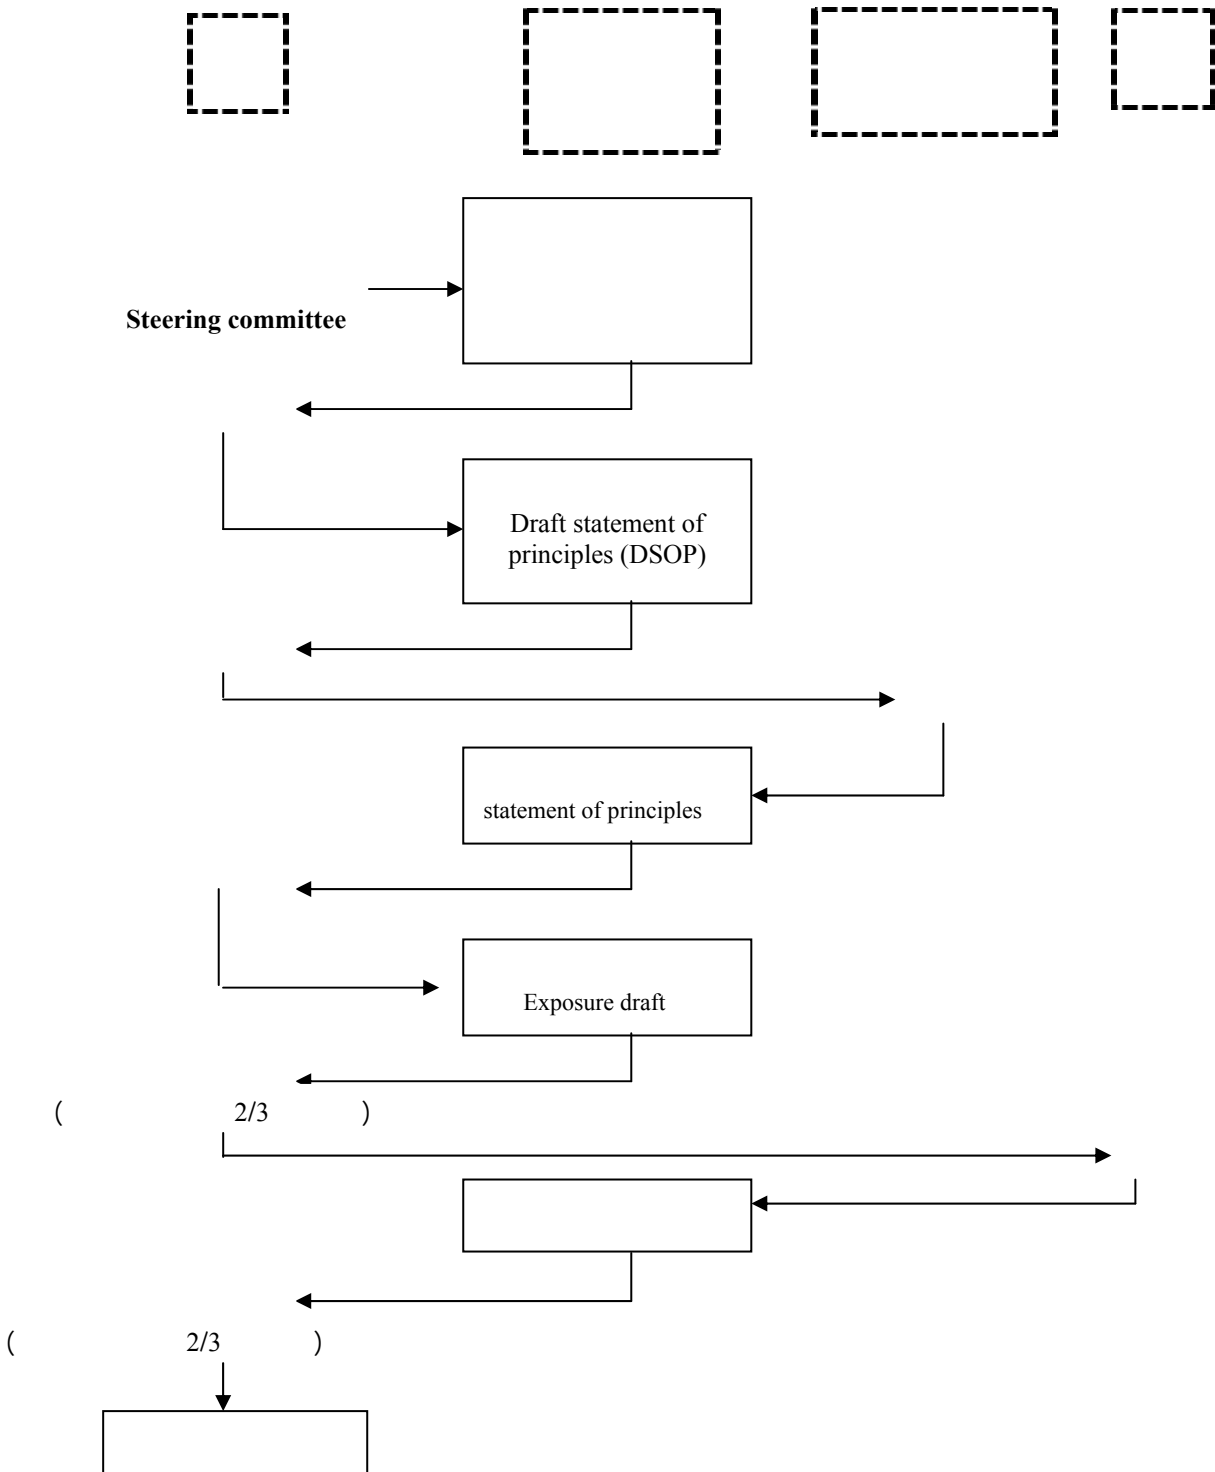 Steering committee
Draft statement of
principles (DSOP)
statement of principles
Exposure draft
( 2/3 )
( 2/3 )